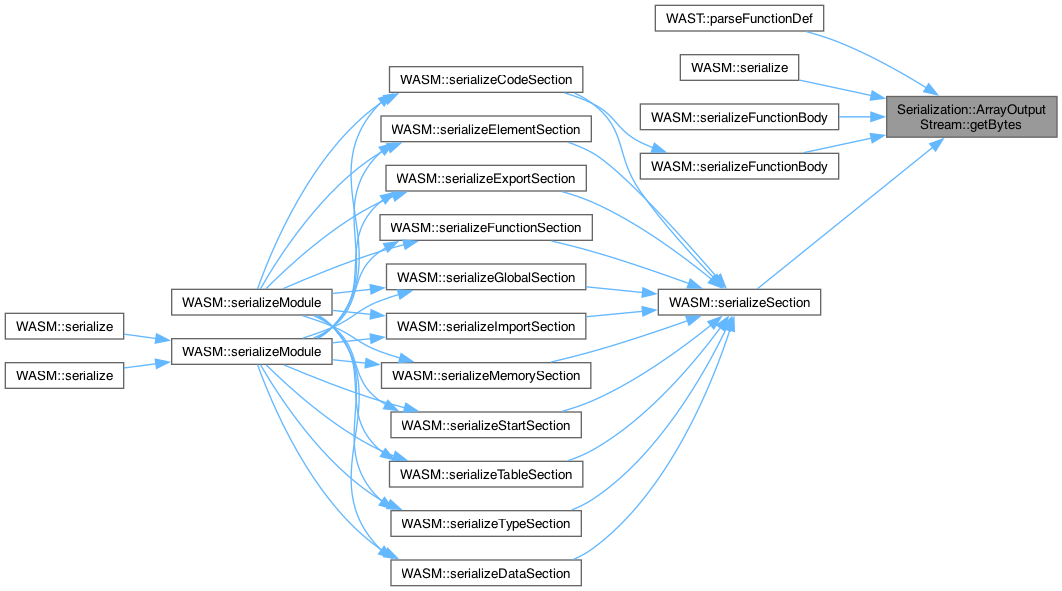 WAST::parseFunctionDef
WASM::serialize
WASM::serializeCodeSection
Serialization::ArrayOutput
Stream::getBytes
WASM::serializeFunctionBody
WASM::serializeElementSection
WASM::serializeFunctionBody
WASM::serializeExportSection
WASM::serializeFunctionSection
WASM::serializeGlobalSection
WASM::serializeModule
WASM::serializeSection
WASM::serialize
WASM::serializeImportSection
WASM::serializeModule
WASM::serialize
WASM::serializeMemorySection
WASM::serializeStartSection
WASM::serializeTableSection
WASM::serializeTypeSection
WASM::serializeDataSection